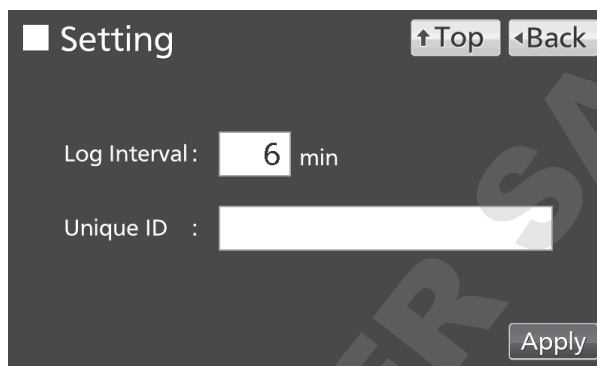 Setting
↑Top
◂Back
Log Interval: 6 min
Unique ID :
Apply